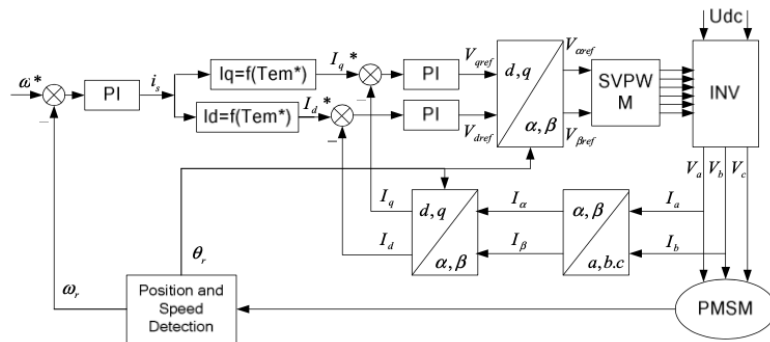 Udc
ω*
PI
i_s
Iq=f(Tem*)
I_q*
PI
V_qref
d,q
α,β
V_αref
SVPW
M
INV
Id=f(Tem*)
I_d*
PI
V_dref
V_βref
V_a
V_b
V_c
I_q
d,q
α,β
I_α
α,β
a,b.c
I_a
I_d
I_β
I_b
θ_r
ω_r
Position and
Speed
Detection
PMSM